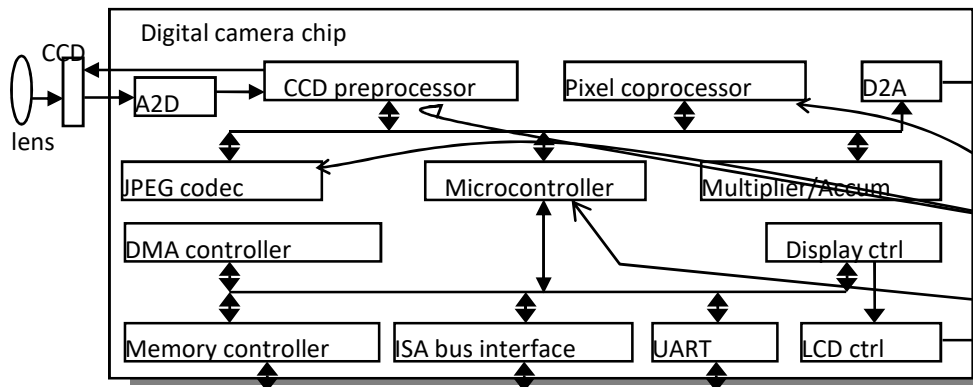 Digital camera chip
CCD
CCD preprocessor
Pixel coprocessor
D2A
A2D
lens
JPEG codec
Microcontroller
Multiplier/Accum
DMA controller
Display ctrl
Memory controller
ISA bus interface
UART
LCD ctrl